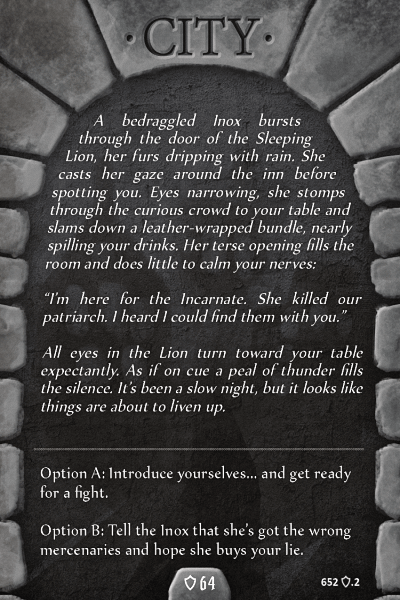 · CITY ·
A bedraggled Inox bursts
through the door of the Sleeping
Lion, her furs dripping with rain. She
casts her gaze around the inn before
spotting you. Eyes narrowing, she stomps
through the curious crowd to your table and
slams down a leather-wrapped bundle, nearly
spilling your drinks. Her terse opening fills the
room and does little to calm your nerves:
“I’m here for the Incarnate. She killed our
patriarch. I heard I could find them with you.”
All eyes in the Lion turn toward your table
expectantly. As if on cue a peal of thunder fills
the silence. It’s been a slow night, but it looks like
things are about to liven up.
Option A: Introduce yourselves... and get ready
for a fight.
Option B: Tell the Inox that she’s got the wrong
mercenaries and hope she buys your lie.
64
652 .2